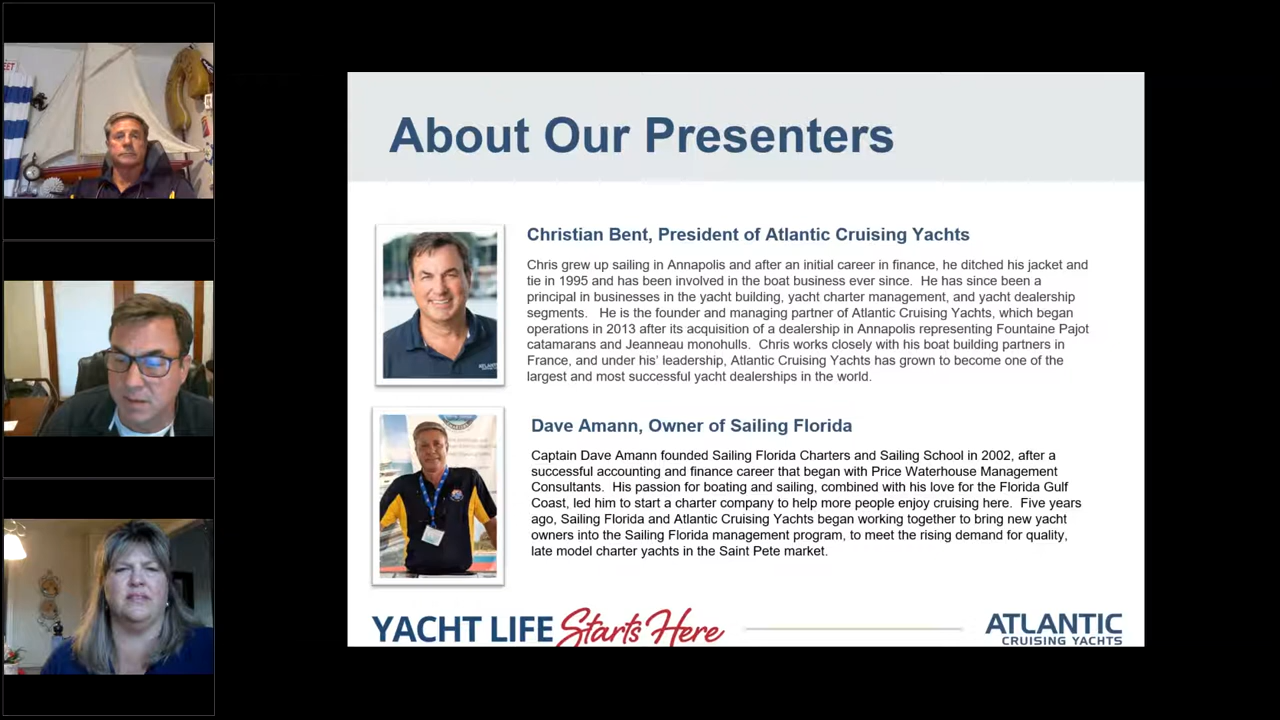 About Our Presenters
Christian Bent, President of Atlantic Cruising Yachts
Chris grew up sailing in Annapolis and after an initial career in finance, he ditched his jacket and
tie in 1995 and has been involved in the boat business ever since.  He has since been a
principal in businesses in the yacht building, yacht charter management, and yacht dealership
segments.   He is the founder and managing partner of Atlantic Cruising Yachts, which began
operations in 2013 after its acquisition of a dealership in Annapolis representing Fountaine Pajot
catamarans and Jeanneau monohulls.  Chris works closely with his boat building partners in
France, and under his' leadership, Atlantic Cruising Yachts has grown to become one of the
largest and most successful yacht dealerships in the world.
Dave Amann, Owner of Sailing Florida
Captain Dave Amann founded Sailing Florida Charters and Sailing School in 2002, after a
successful accounting and finance career that began with Price Waterhouse Management
Consultants.  His passion for boating and sailing, combined with his love for the Florida Gulf
Coast, led him to start a charter company to help more people enjoy cruising here.  Five years
ago, Sailing Florida and Atlantic Cruising Yachts began working together to bring new yacht
owners into the Sailing Florida management program, to meet the rising demand for quality,
late model charter yachts in the Saint Pete market.
YACHT LIFE Starts Here
ATLANTIC
CRUISING YACHTS